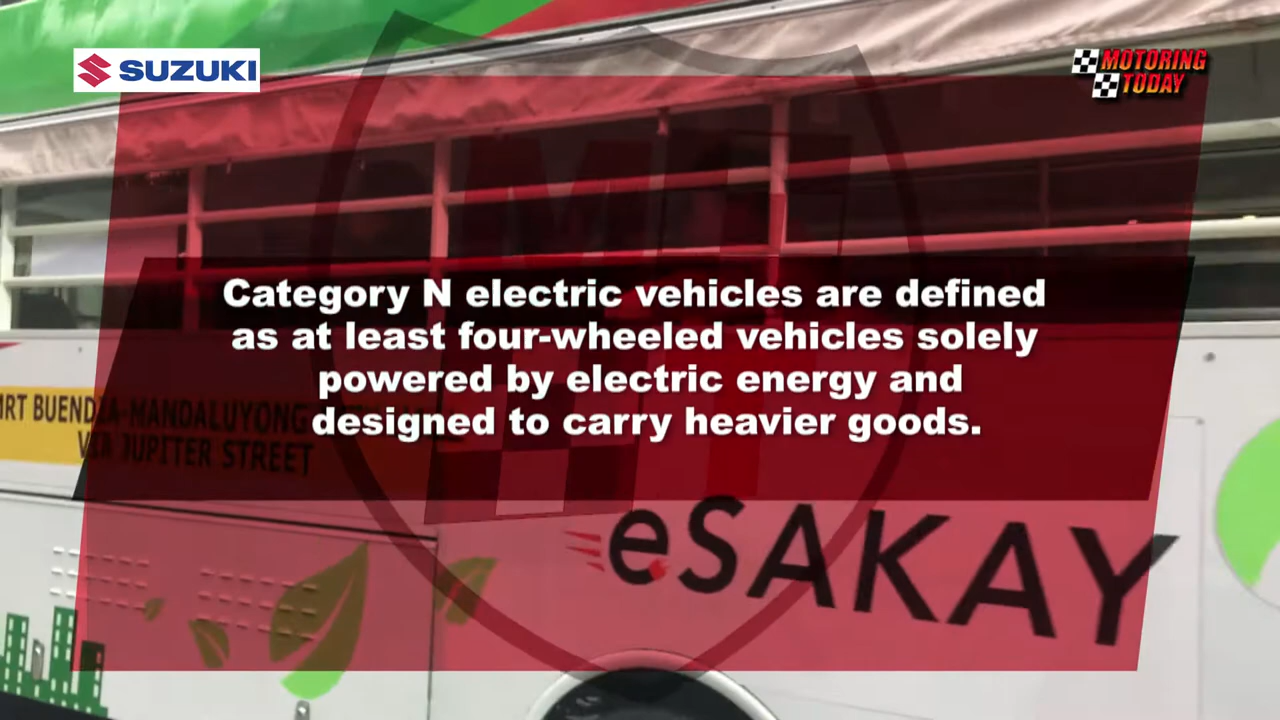 SUZUKI
MOTORING
TODAY
Category N electric vehicles are defined
as at least four-wheeled vehicles solely
powered by electric energy and
designed to carry heavier goods.
MRT BUENDIA-MANDALUYONG
VIA JUPITER STREET
eSAKAY